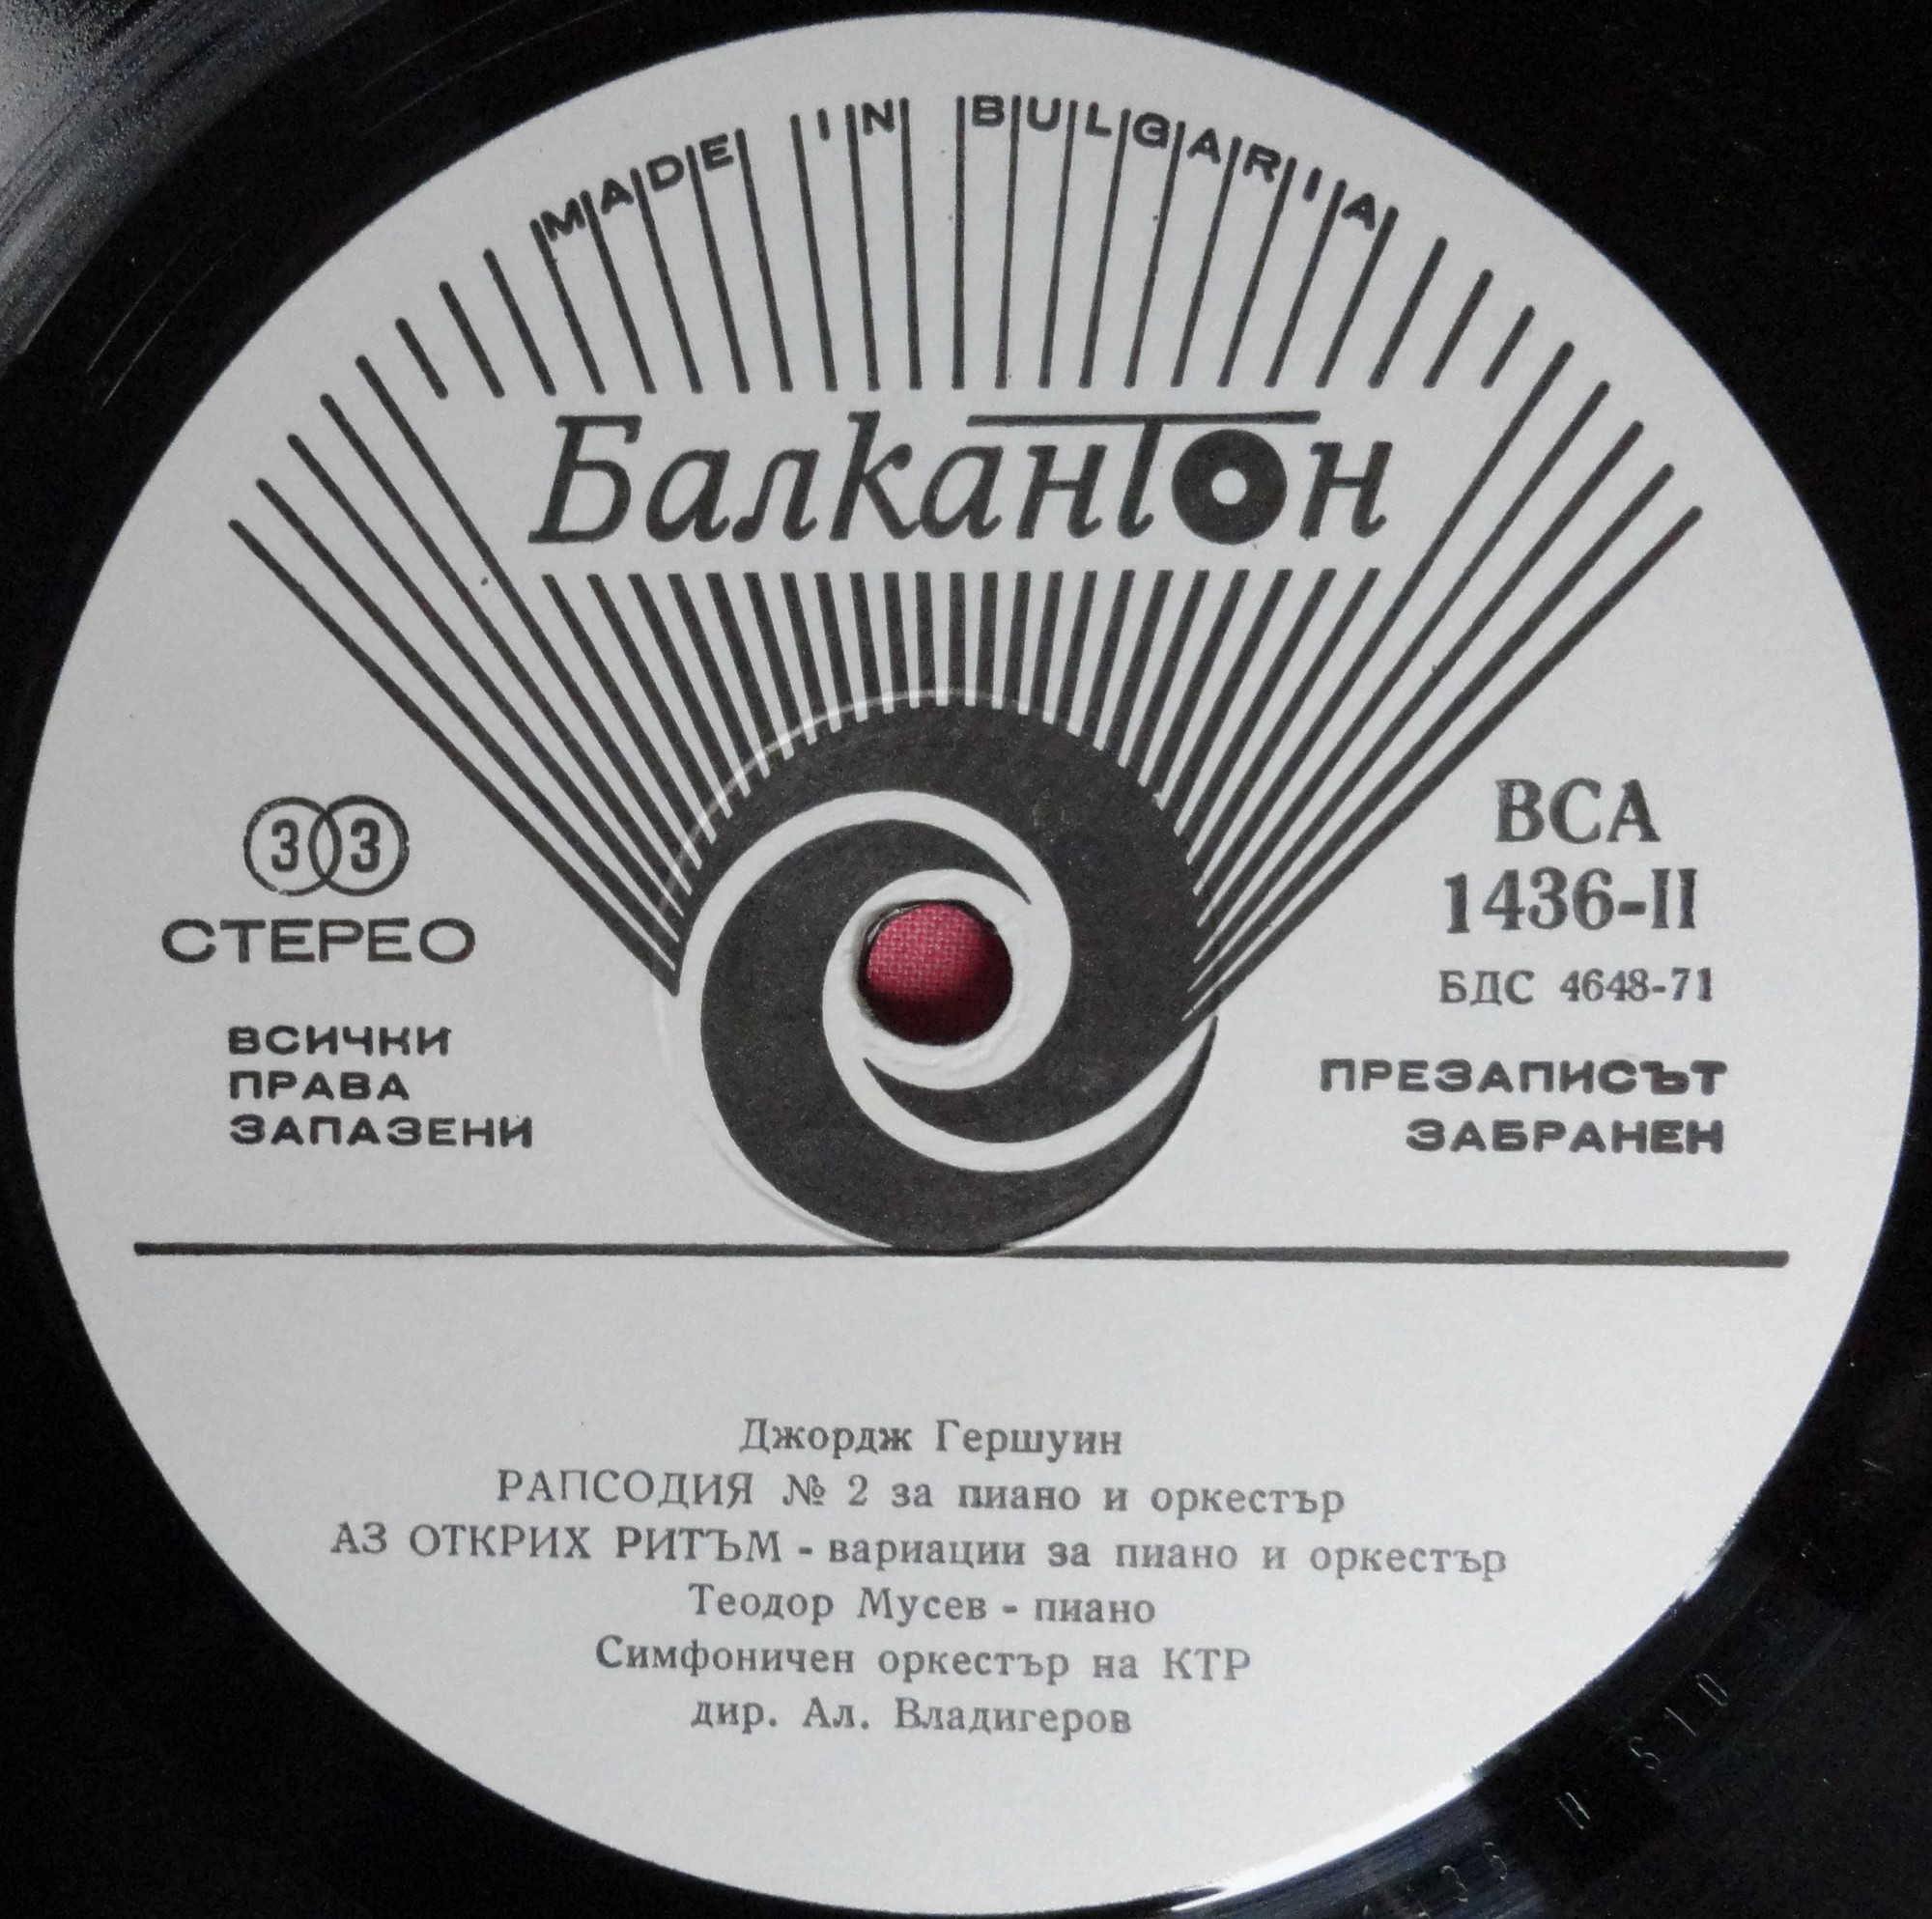 MADE IN BULGARIA
Балкантон
33
СТЕРЕО
ВСИЧКИ
ПРАВА
ЗАПАЗЕНИ
ВСА
1436-II
БДС 4648-71
ПРЕЗАПИСЪТ
ЗАБРАНЕН
Джордж Гершуин
РАПСОДИЯ № 2 за пиано и оркестър
АЗ ОТКРИХ РИТЪМ - вариации за пиано и оркестър
Теодор Мусев - пиано
Симфоничен оркестър на КТР
дир. Ал. Владигеров